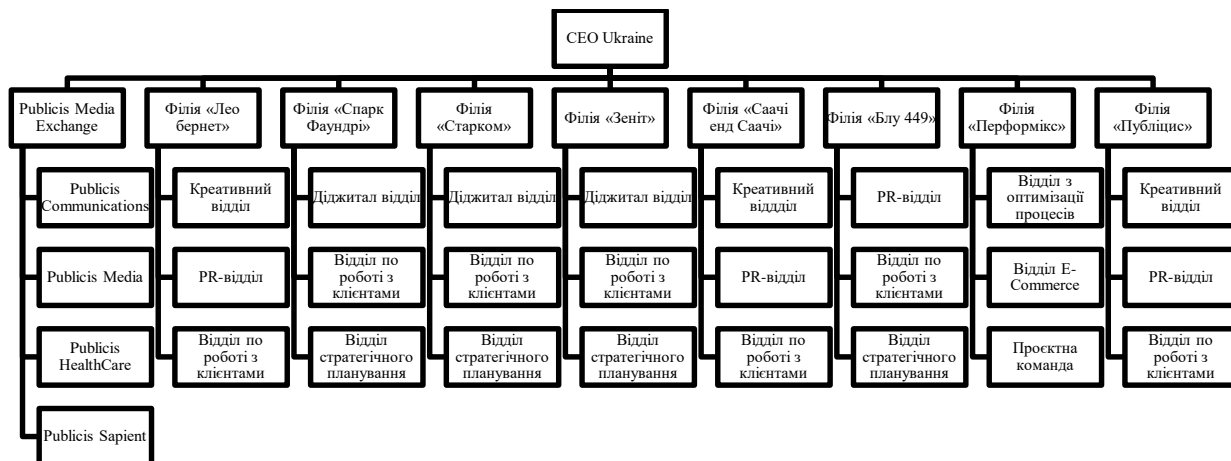 CEO Ukraine
Publicis Media
Exchange
Філія «Лео
бернет»
Філія «Спарк
Фаундрі»
Філія
«Старком»
Філія «Зеніт»
Філія «Саачі
енд Саачі»
Філія «Блу 449»
Філія
«Перформікс»
Філія
«Публіцис»
Publicis
Communications
Креативний
відділ
Діджитал відділ
Діджитал відділ
Діджитал відділ
Креативний
віддділ
PR-відділ
Відділ з
оптимізації
процесів
Креативний
відділ
Publicis Media
PR-відділ
Відділ по
роботі з
клієнтами
Відділ по
роботі з
клієнтами
Відділ по
роботі з
клієнтами
PR-відділ
Відділ по
роботі з
клієнтами
Відділ E-
Commerce
PR-відділ
Publicis
HealthCare
Відділ по
роботі з
клієнтами
Відділ
стратегічного
планування
Відділ
стратегічного
планування
Відділ
стратегічного
планування
Відділ по
роботі з
клієнтами
Відділ
стратегічного
планування
Проєктна
команда
Відділ по
роботі з
клієнтами
Publicis Sapient